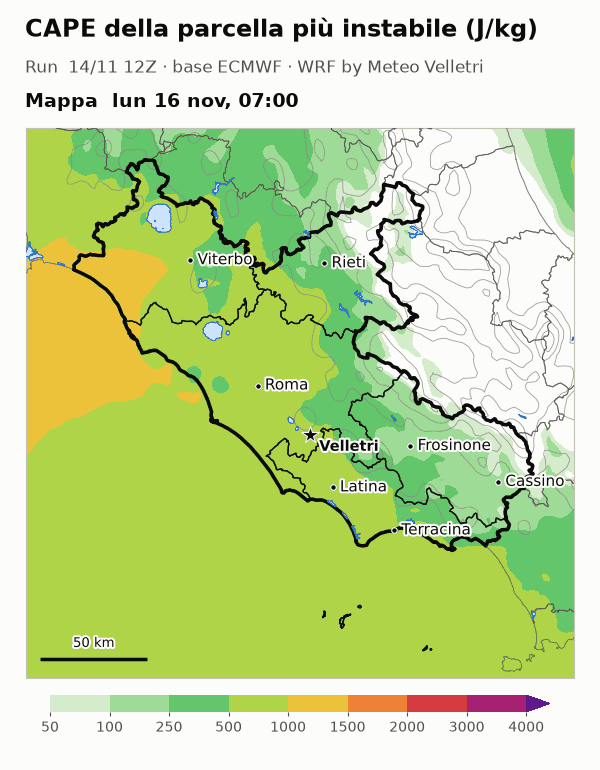 CAPE della parcella più instabile (J/kg)
Run  14/11 12Z · base ECMWF · WRF by Meteo Velletri
Mappa  lun 16 nov, 07:00
Viterbo
Rieti
Roma
Velletri
Frosinone
Cassino
Latina
Terracina
50 km
50 100 250 500 1000 1500 2000 3000 4000